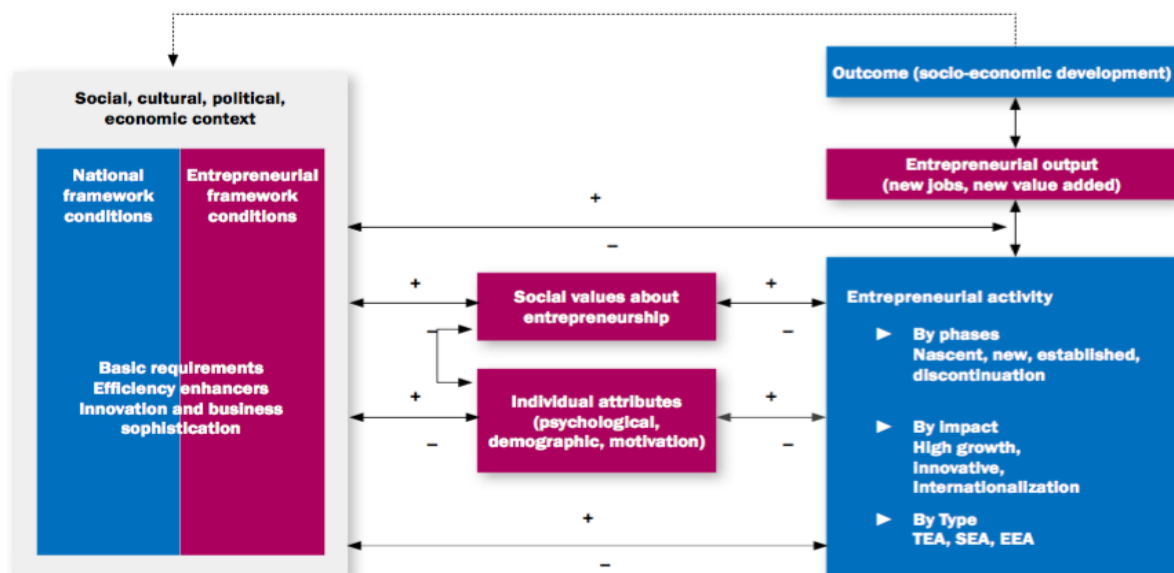 Outcome (socio-economic development)
Social, cultural, political,
economic context
National
framework
conditions
Entrepreneurial
framework
conditions
Basic requirements
Efficiency enhancers
Innovation and business
sophistication
Entrepreneurial output
(new jobs, new value added)
+
–
+
–
Social values about
entrepreneurship
+
–
+
–
Individual attributes
(psychological,
demographic, motivation)
+
–
+
–
Entrepreneurial activity
► By phases
Nascent, new, established,
discontinuation
► By impact
High growth,
innovative,
Internationalization
► By Type
TEA, SEA, EEA
+
–